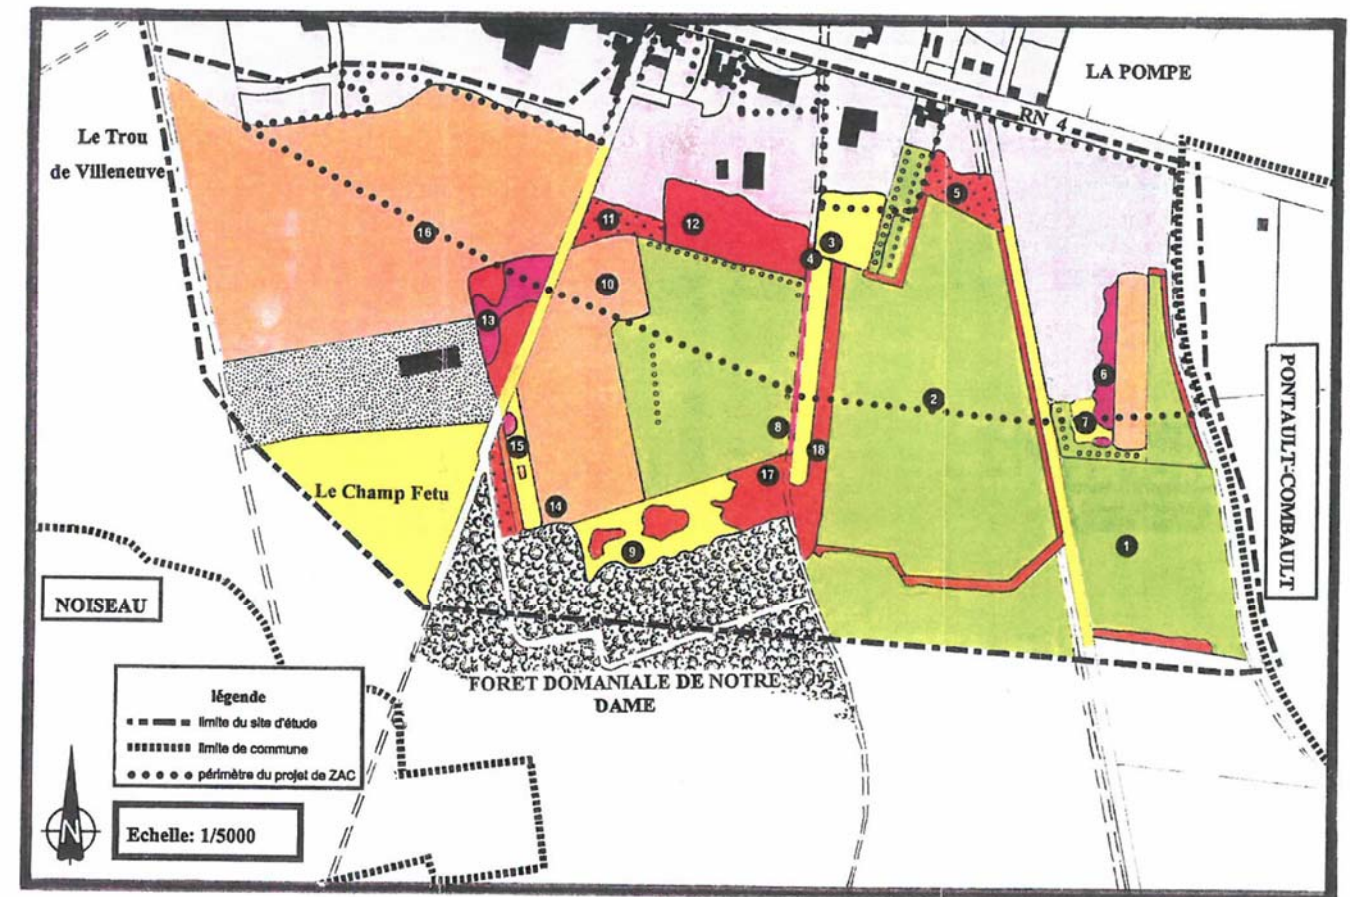 LA POMPE
RN 4
Le Trou
de Villeneuve
5
11
12
3
16
4
10
13
6
2
7
8
15
18
17
Le Champ Fetu
14
9
1
PONTAULT-COMBAULT
NOISEAU
FORET DOMANIALE DE NOTRE
DAME
légende
limite du site d'étude
limite de commune
périmètre du projet de ZAC
N
Echelle: 1/5000